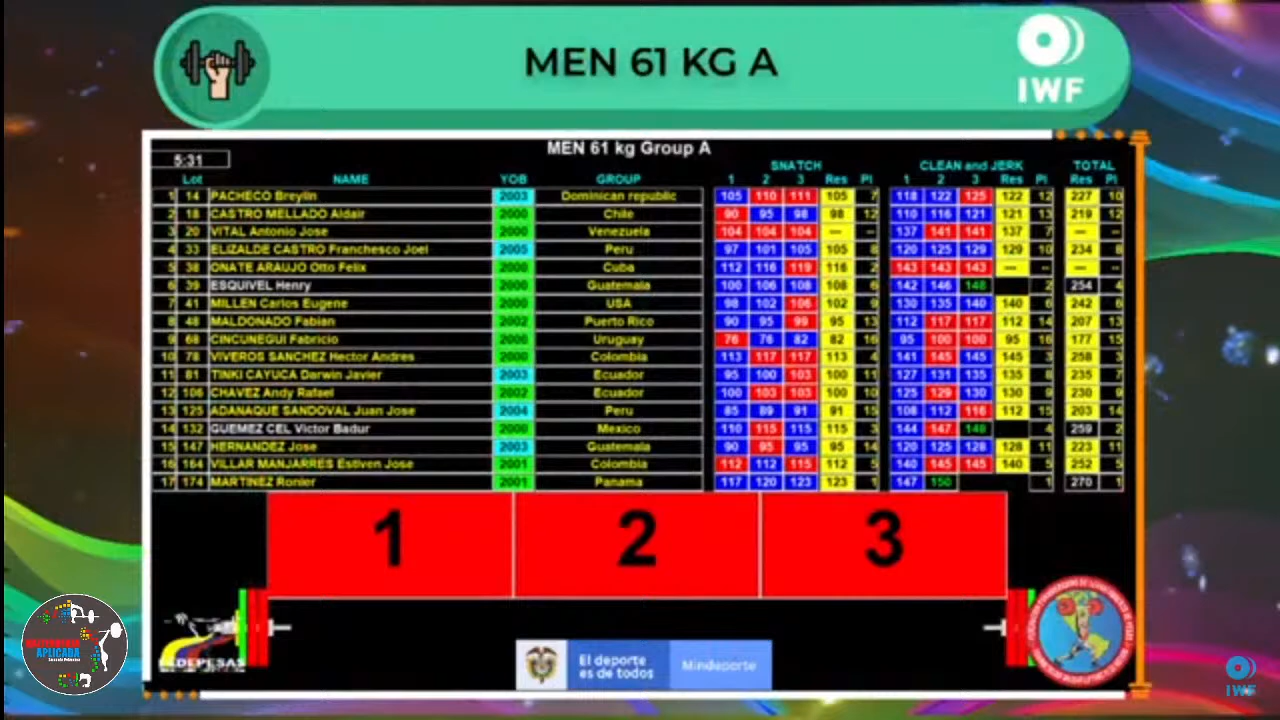 MEN 61 KG A
IWF
MEN 61 kg Group A
5:31
SNATCH CLEAN and JERK TOTAL
Lot NAME YOB GROUP 1 2 3 Res Pl 1 2 3 Res Pl Res Pl
1 14 PACHECO Breylin 2003 Dominican republic 105 110 111 105 7 118 122 125 122 12 227 10
2 18 CASTRO MELLADO Aldair 2000 Chile 90 95 98 98 12 110 116 121 121 13 219 12
3 20 VITAL Antonio Jose 2000 Venezuela 104 104 104 --- -- 137 141 141 137 7 --- --
4 33 ELIZALDE CASTRO Franchesco Joel 2005 Peru 97 101 105 105 8 120 125 129 129 10 234 8
5 38 ONATE ARAUJO Otto Felix 2000 Cuba 112 116 119 116 2 143 143 143 --- -- --- --
6 39 ESQUIVEL Henry 2000 Guatemala 100 106 108 108 6 142 146 148 2 254 4
7 41 MILLEN Carlos Eugene 2000 USA 98 102 106 102 9 130 135 140 140 6 242 6
8 48 MALDONADO Fabian 2002 Puerto Rico 90 95 99 95 13 112 117 117 112 14 207 13
9 68 CINCUNEGUI Fabricio 2000 Uruguay 76 76 82 82 16 95 100 100 95 16 177 15
10 78 VIVEROS SANCHEZ Hector Andres 2000 Colombia 113 117 117 113 4 141 145 145 145 3 258 3
11 81 TINKI CAYUCA Darwin Javier 2003 Ecuador 95 100 103 100 11 127 131 135 135 8 235 7
12 106 CHAVEZ Andy Rafael 2002 Ecuador 100 103 103 100 10 125 129 130 130 9 230 9
13 125 ADANAQUE SANDOVAL Juan Jose 2004 Peru 85 89 91 91 15 108 112 116 112 15 203 14
14 132 GUEMEZ CEL Victor Badur 2000 Mexico 110 115 115 115 3 144 147 148 4 259 2
15 147 HERNANDEZ Jose 2003 Guatemala 90 95 95 95 14 120 125 128 128 11 223 11
16 164 VILLAR MANJARRES Estiven Jose 2001 Colombia 112 112 115 112 5 140 145 145 140 5 252 5
17 174 MARTINEZ Ronier 2001 Panama 117 120 123 123 1 147 150 1 270 1
1 2 3
FEDEPESAS
APLICADA
El deporte
es de todos
Mindeporte
IWF